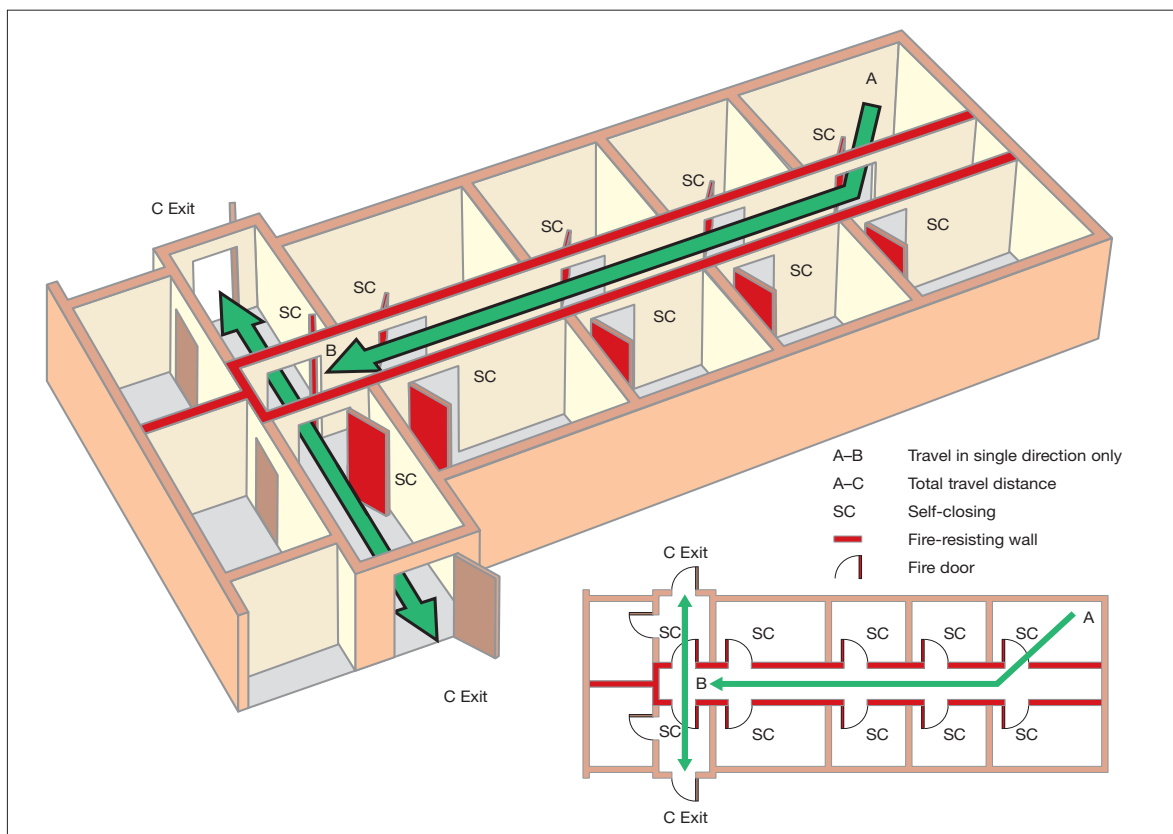 A
SC
C Exit
SC
SC
SC
SC
SC
SC
SC
B
SC
SC
SC
A–B Travel in single direction only
A–C Total travel distance
SC Self-closing
Fire-resisting wall
Fire door
C Exit
C Exit
A
SC
SC
SC
SC
SC
B
SC
SC
SC
SC
SC
C Exit